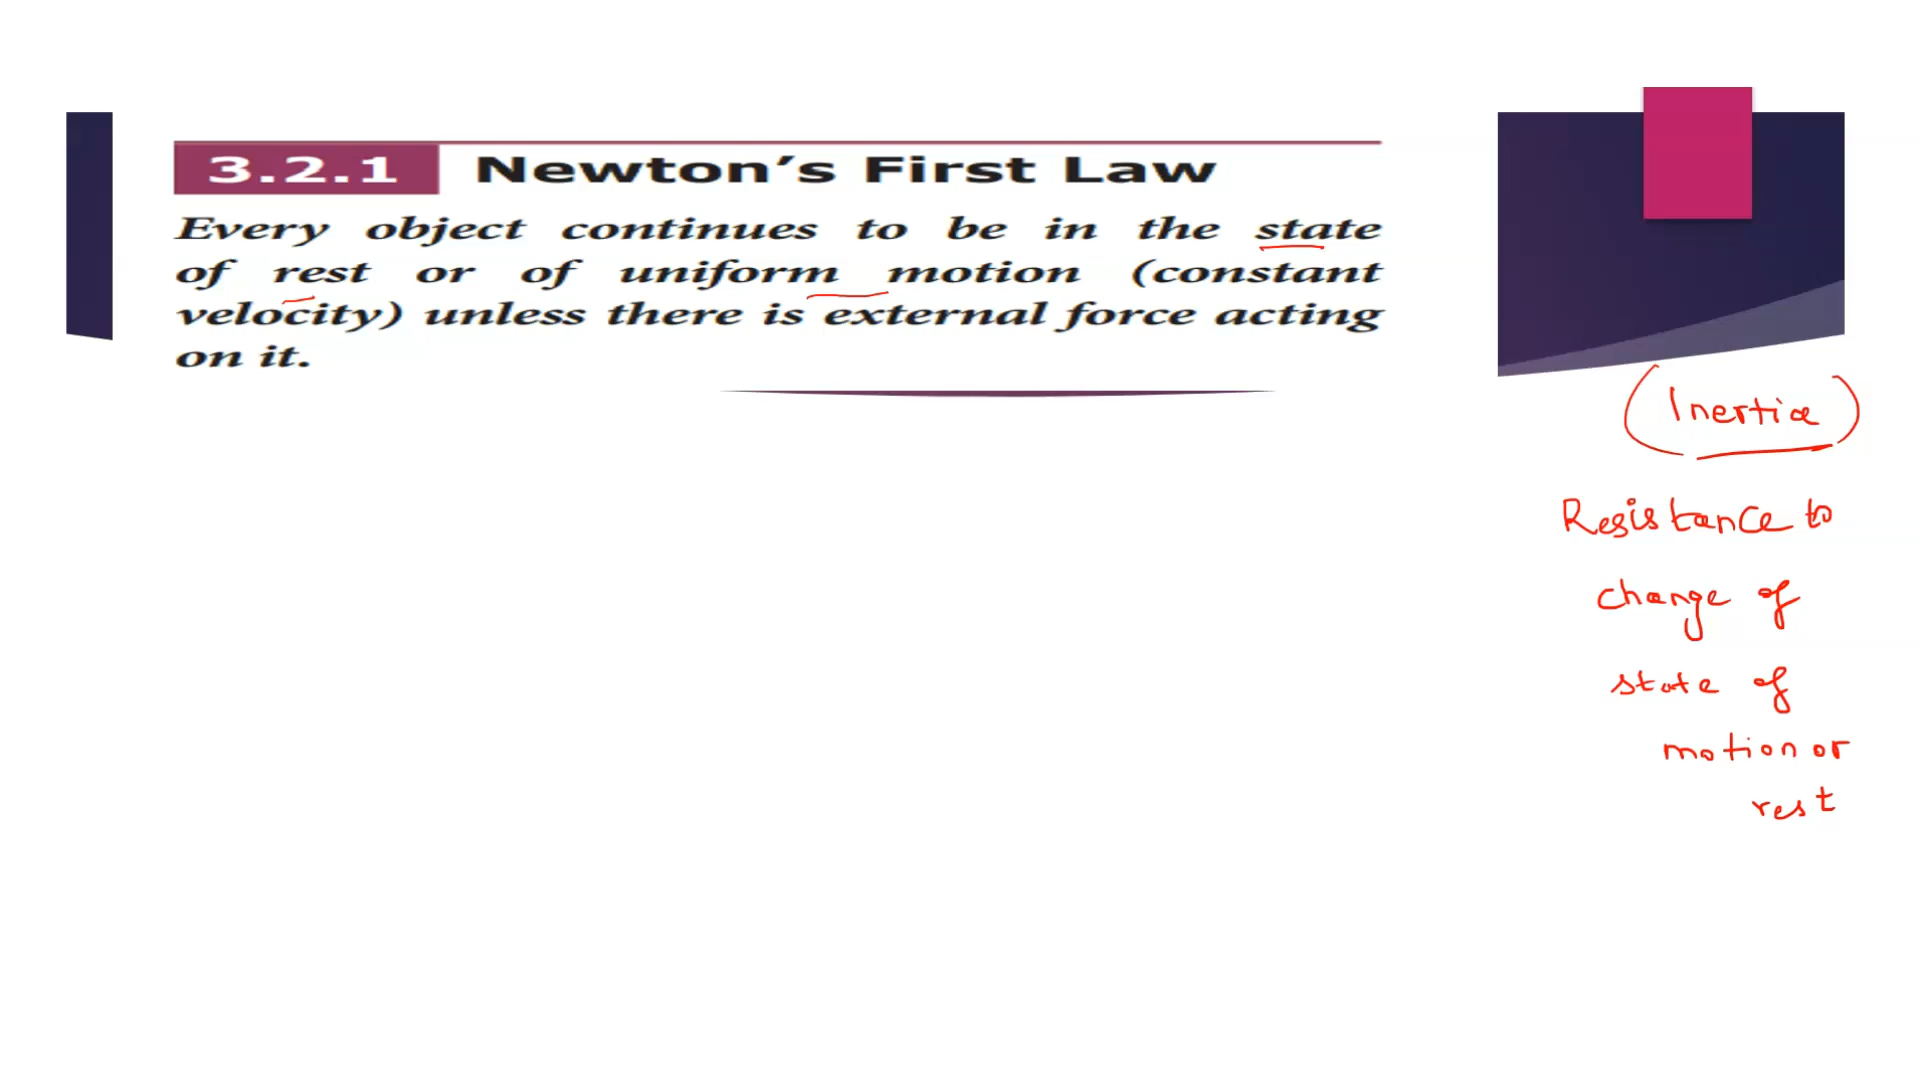 3.2.1 Newton's First Law
Every object continues to be in the state
of rest or of uniform motion (constant
velocity) unless there is external force acting
on it.
(Inertia)
Resistance to
change of
state of
motion or
rest